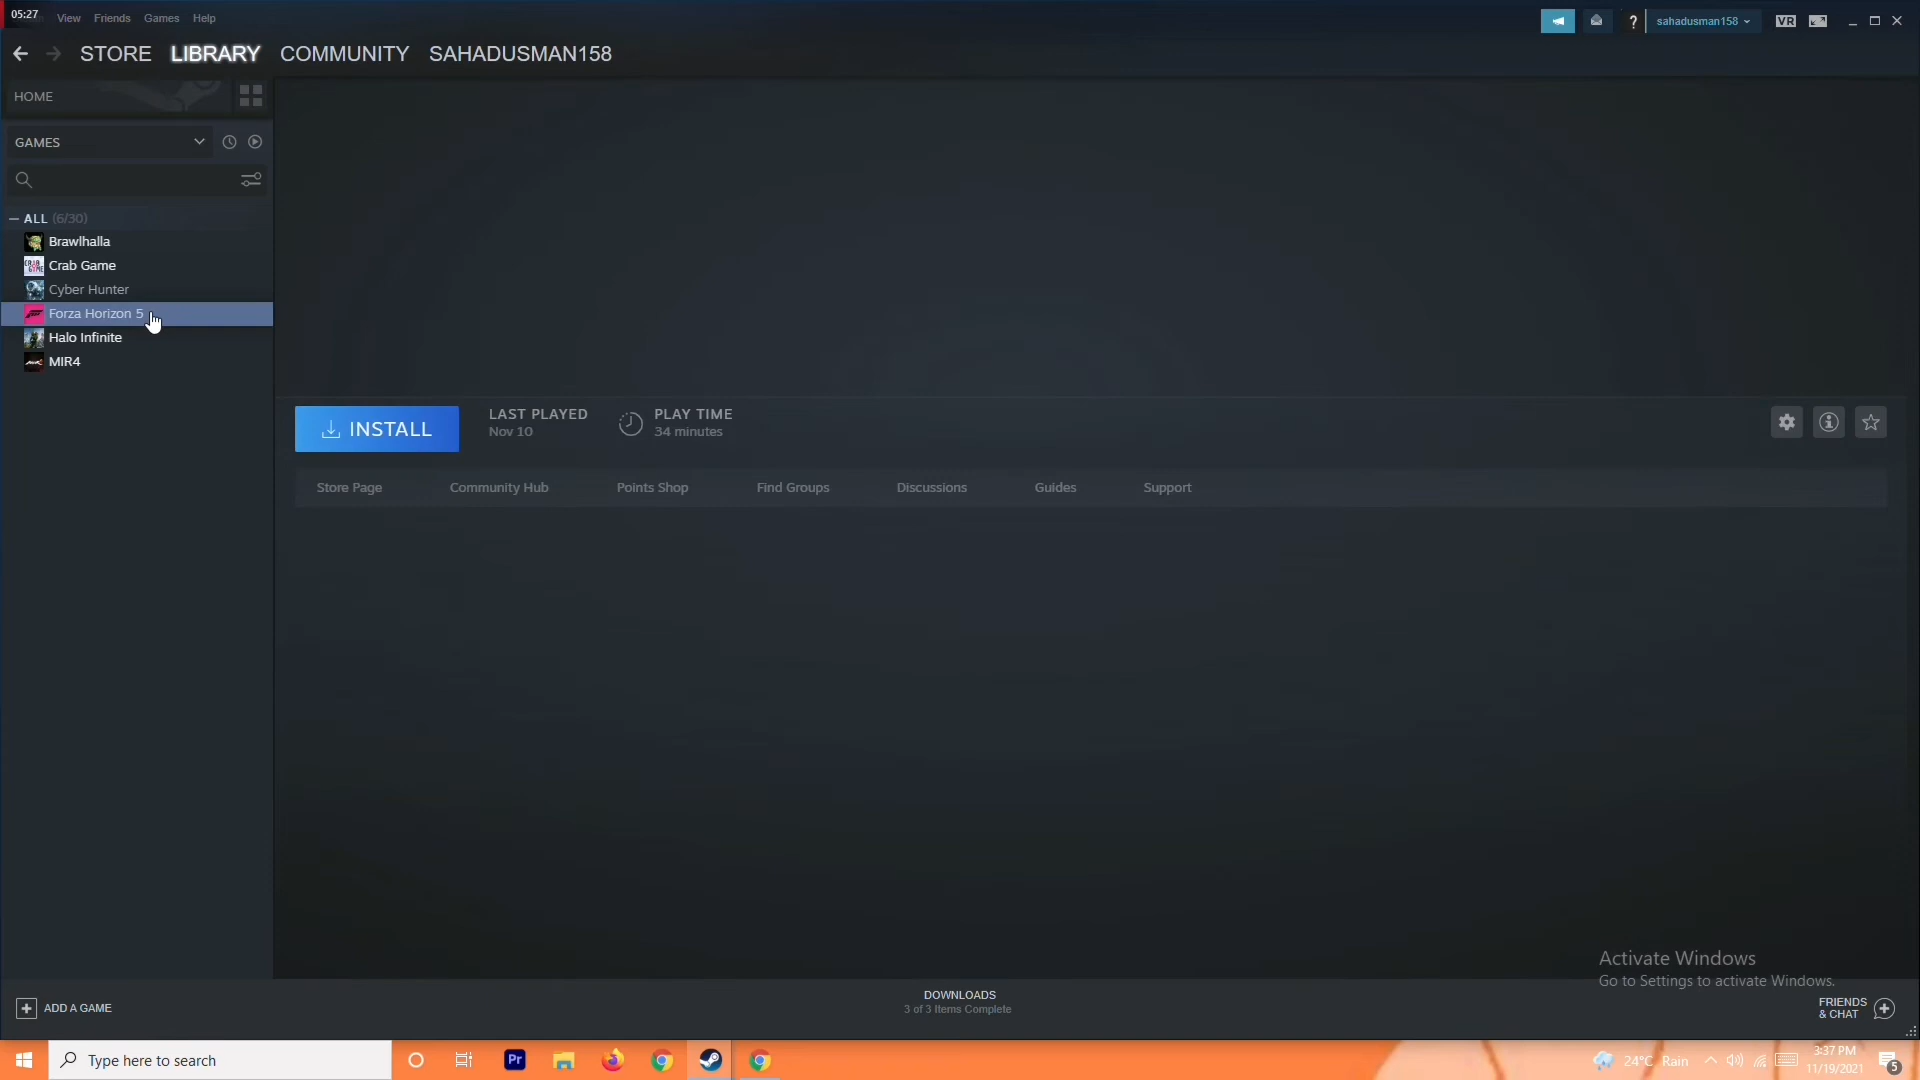 05:27
View Friends Games Help
sahadusman158
VR
STORE LIBRARY COMMUNITY SAHADUSMAN158
HOME
GAMES
ALL (6/30)
Brawlhalla
Crab Game
Cyber Hunter
Forza Horizon 5
Halo Infinite
MIR4
INSTALL
LAST PLAYED
Nov 10
PLAY TIME
34 minutes
Store Page Community Hub Points Shop Find Groups Discussions Guides Support
Activate Windows
Go to Settings to activate Windows.
ADD A GAME
DOWNLOADS
3 of 3 Items Complete
FRIENDS
& CHAT
Type here to search
Pr
24°C Rain
3:37 PM
11/19/2021
5